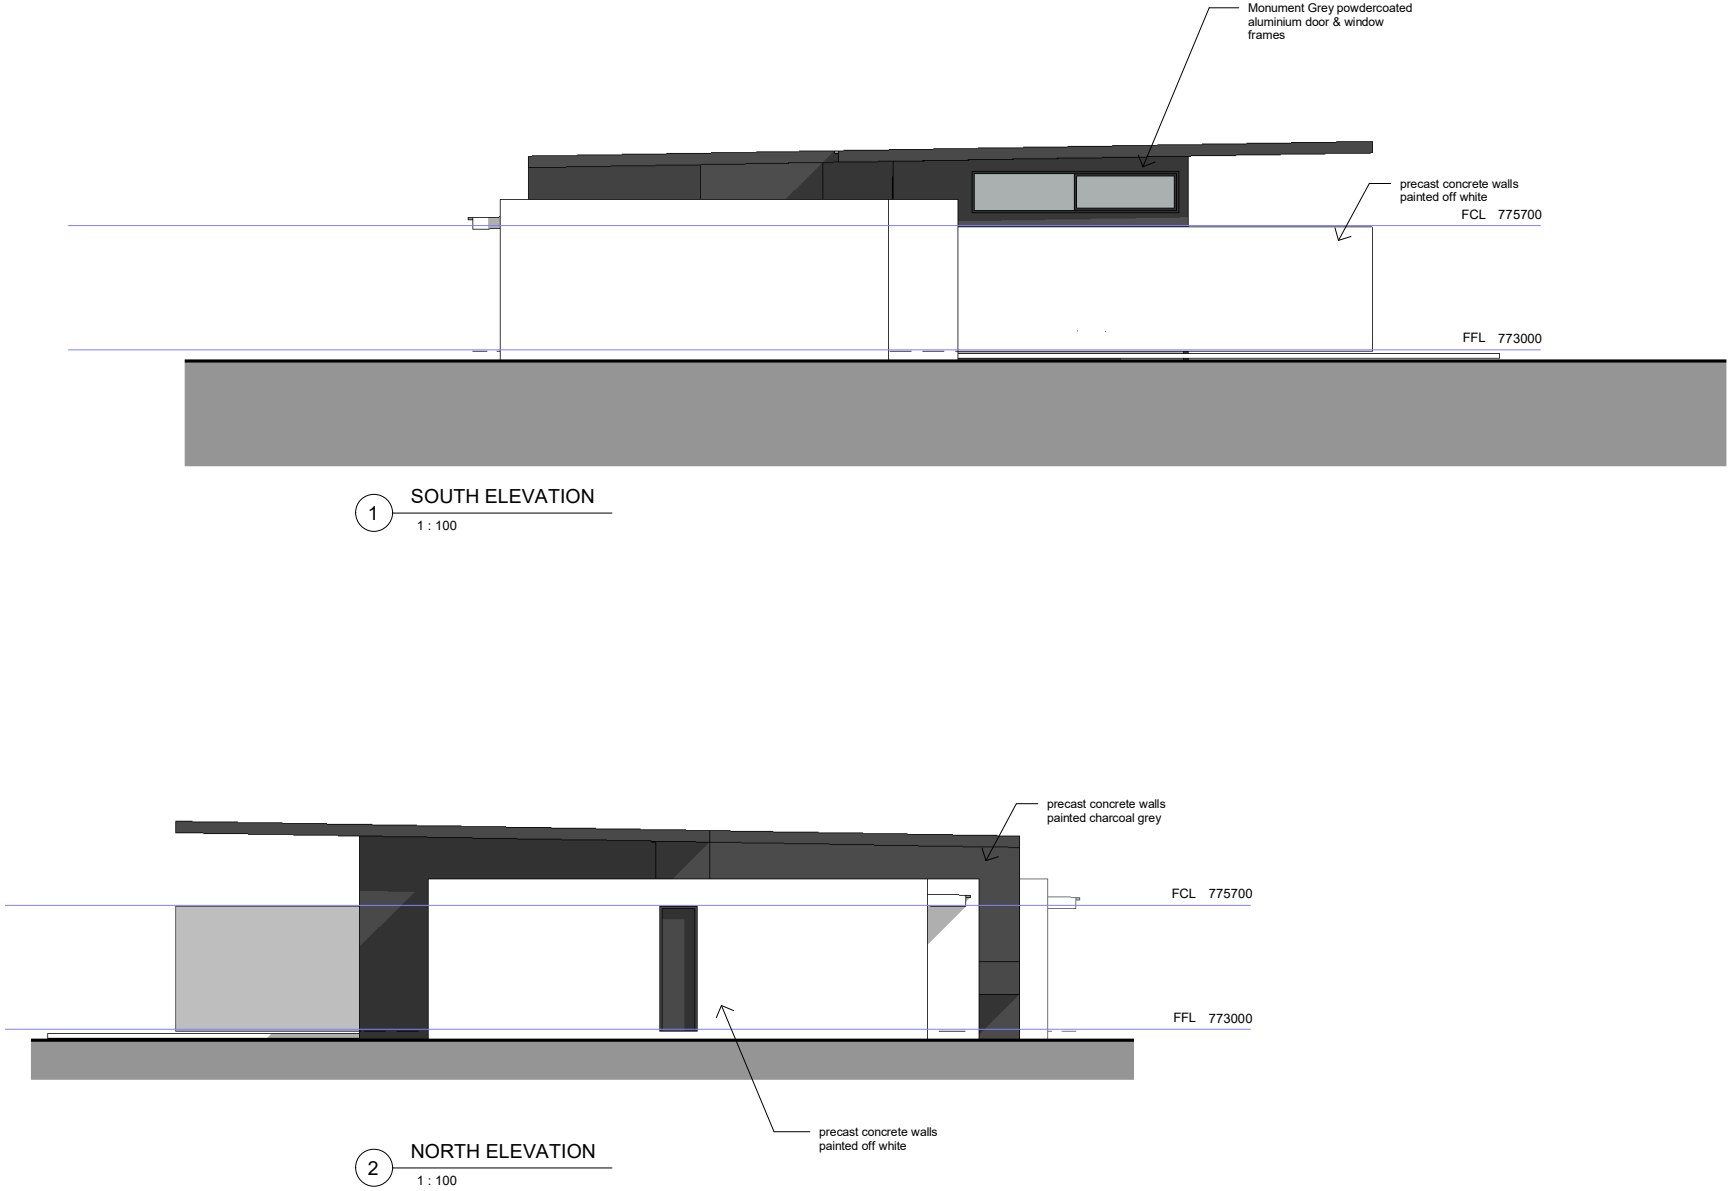 Monument Grey powdercoated
aluminium door & window
frames
precast concrete walls
painted off white
FCL 775700
FFL 773000
1
SOUTH ELEVATION
1 : 100
precast concrete walls
painted charcoal grey
FCL 775700
FFL 773000
precast concrete walls
painted off white
2
NORTH ELEVATION
1 : 100